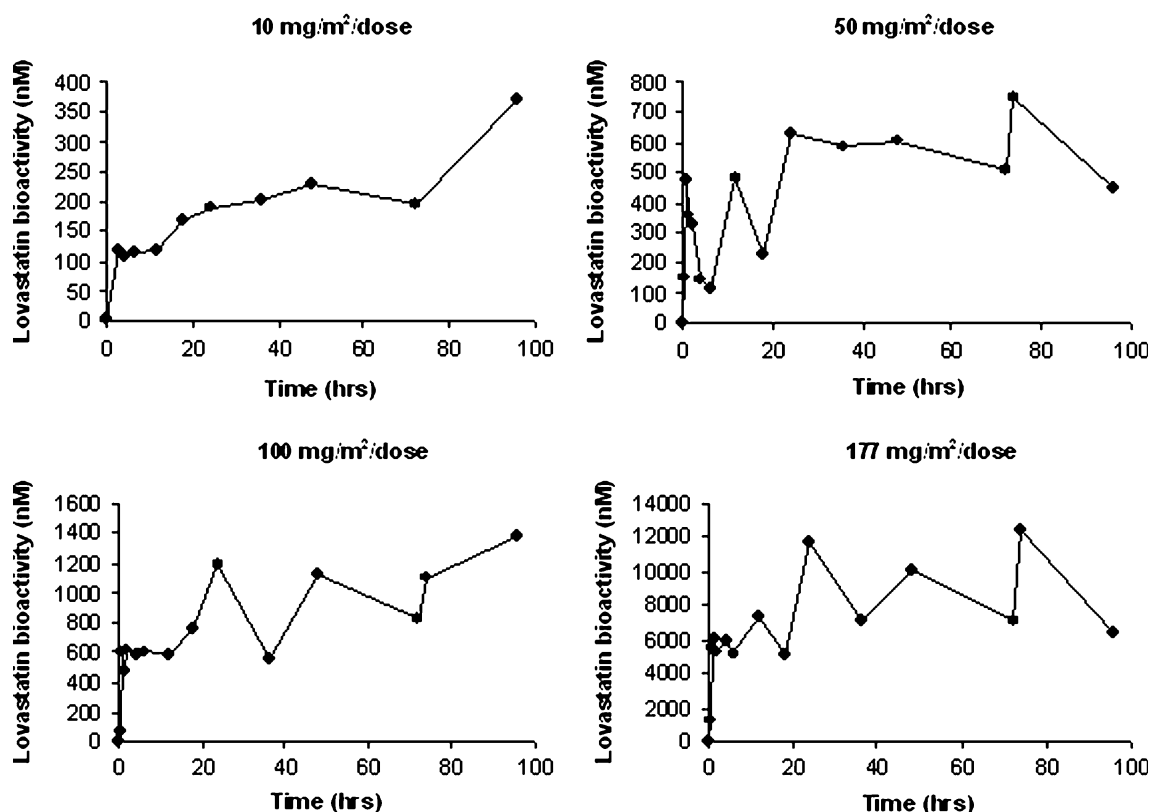 10 mg/m²/dose
Lovastatin bioactivity (nM)
400
350
300
250
200
150
100
50
0
0 20 40 60 80 100
Time (hrs)
50 mg/m²/dose
Lovastatin bioactivity (nM)
800
700
600
500
400
300
200
100
0
0 20 40 60 80 100
Time (hrs)
100 mg/m²/dose
Lovastatin bioactivity (nM)
1600
1400
1200
1000
800
600
400
200
0
0 20 40 60 80 100
Time (hrs)
177 mg/m²/dose
Lovastatin bioactivity (nM)
14000
12000
10000
8000
6000
4000
2000
0
0 20 40 60 80 100
Time (hrs)